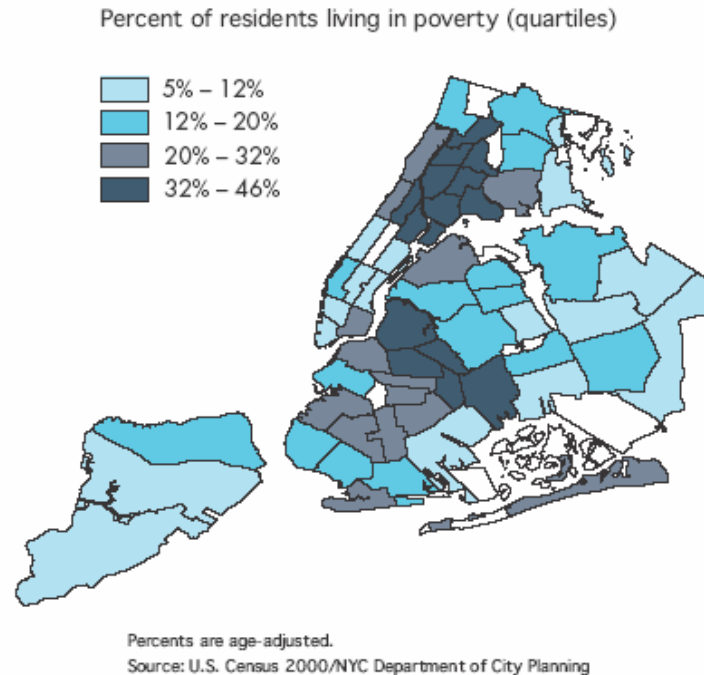 Percent of residents living in poverty (quartiles)
5% – 12%
12% – 20%
20% – 32%
32% – 46%
Percents are age-adjusted.
Source: U.S. Census 2000/NYC Department of City Planning